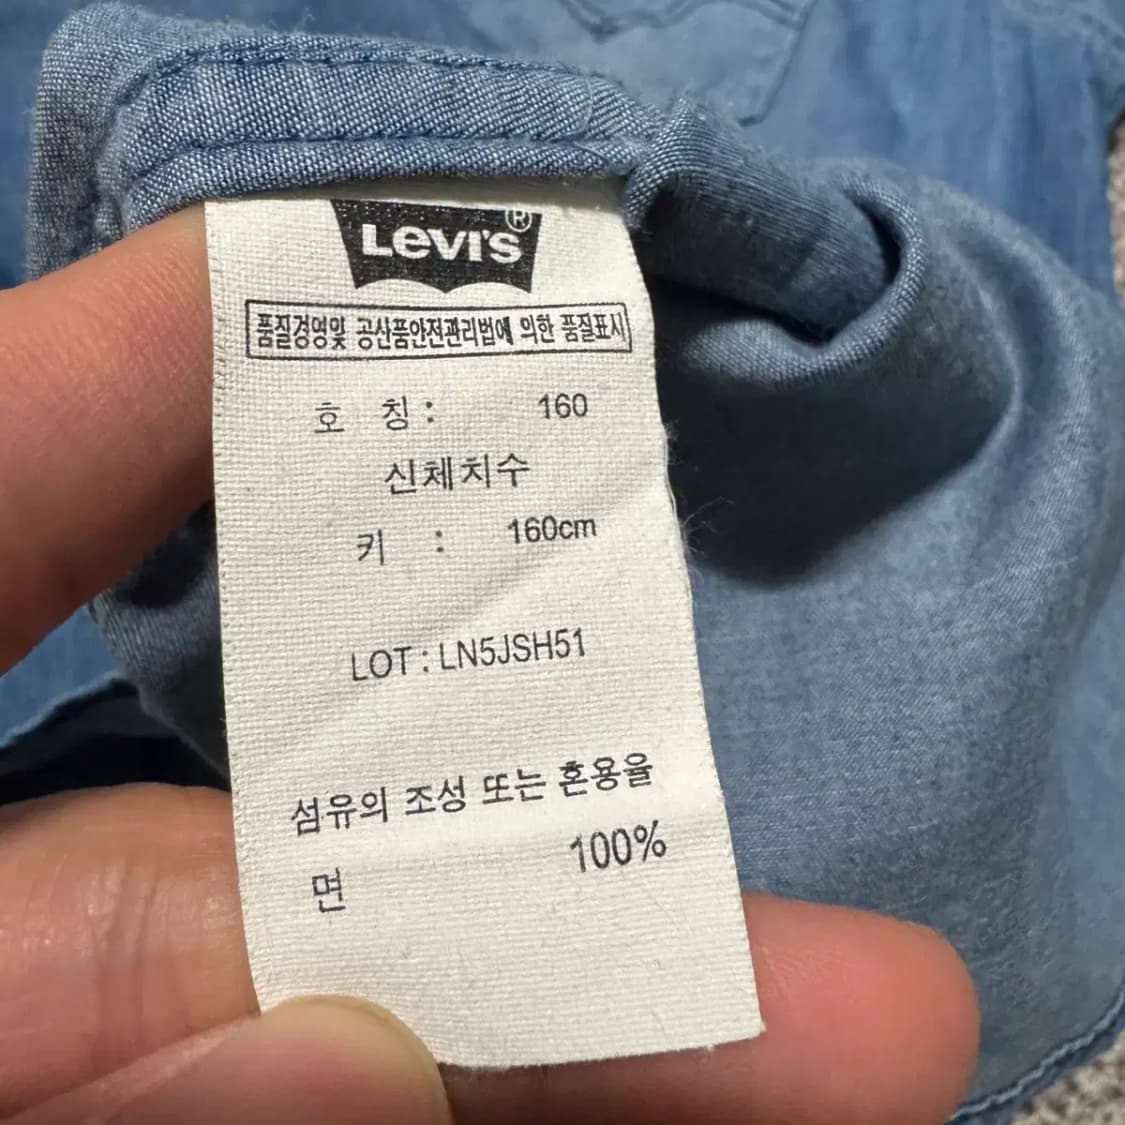 Levi's®
품질경영및 공산품안전관리법에 의한 품질표시
호 칭 : 160
신체치수
키 : 160cm
LOT : LN5JSH51
섬유의 조성 또는 혼용율
면 100%